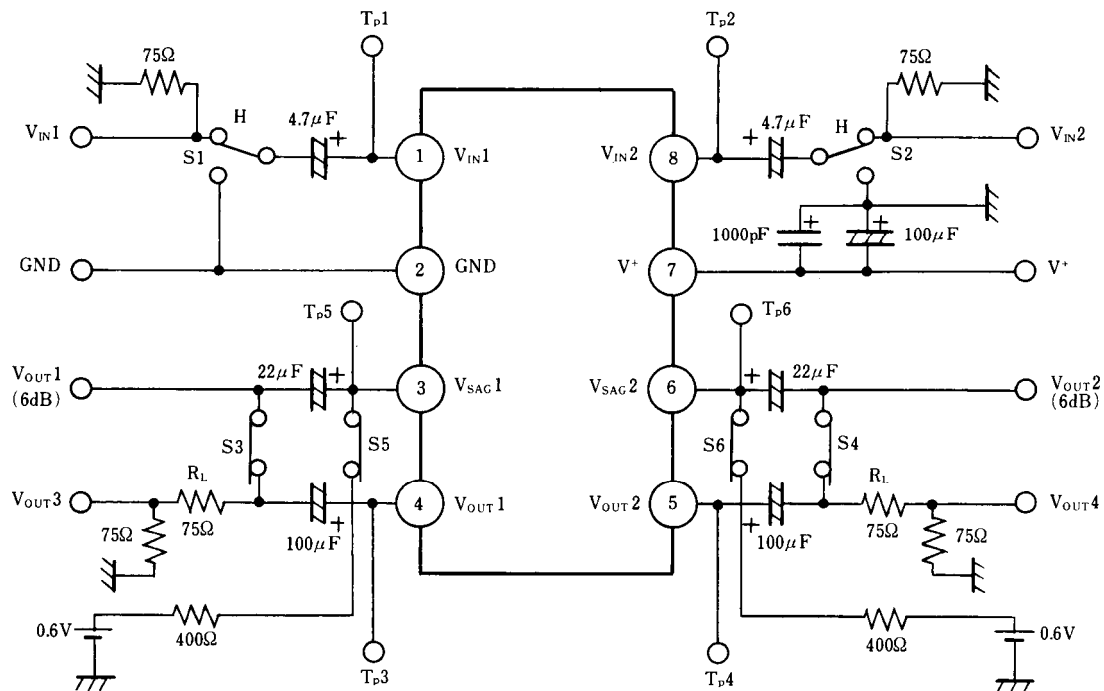 Tp1
Tp2
75Ω
75Ω
VIN1
H
S1
4.7μF
+
1
VIN1
VIN2
8
+
4.7μF
H
S2
VIN2
1000pF
+
+
100μF
GND
2
GND
V+
7
V+
Tp5
Tp6
VOUT1
(6dB)
22μF
+
3
VSAG1
VSAG2
6
+
22μF
VOUT2
(6dB)
S3
S5
S6
S4
VOUT3
RL
75Ω
75Ω
100μF
+
4
VOUT1
VOUT2
5
+
100μF
RL
75Ω
75Ω
VOUT4
0.6V
400Ω
400Ω
0.6V
Tp3
Tp4